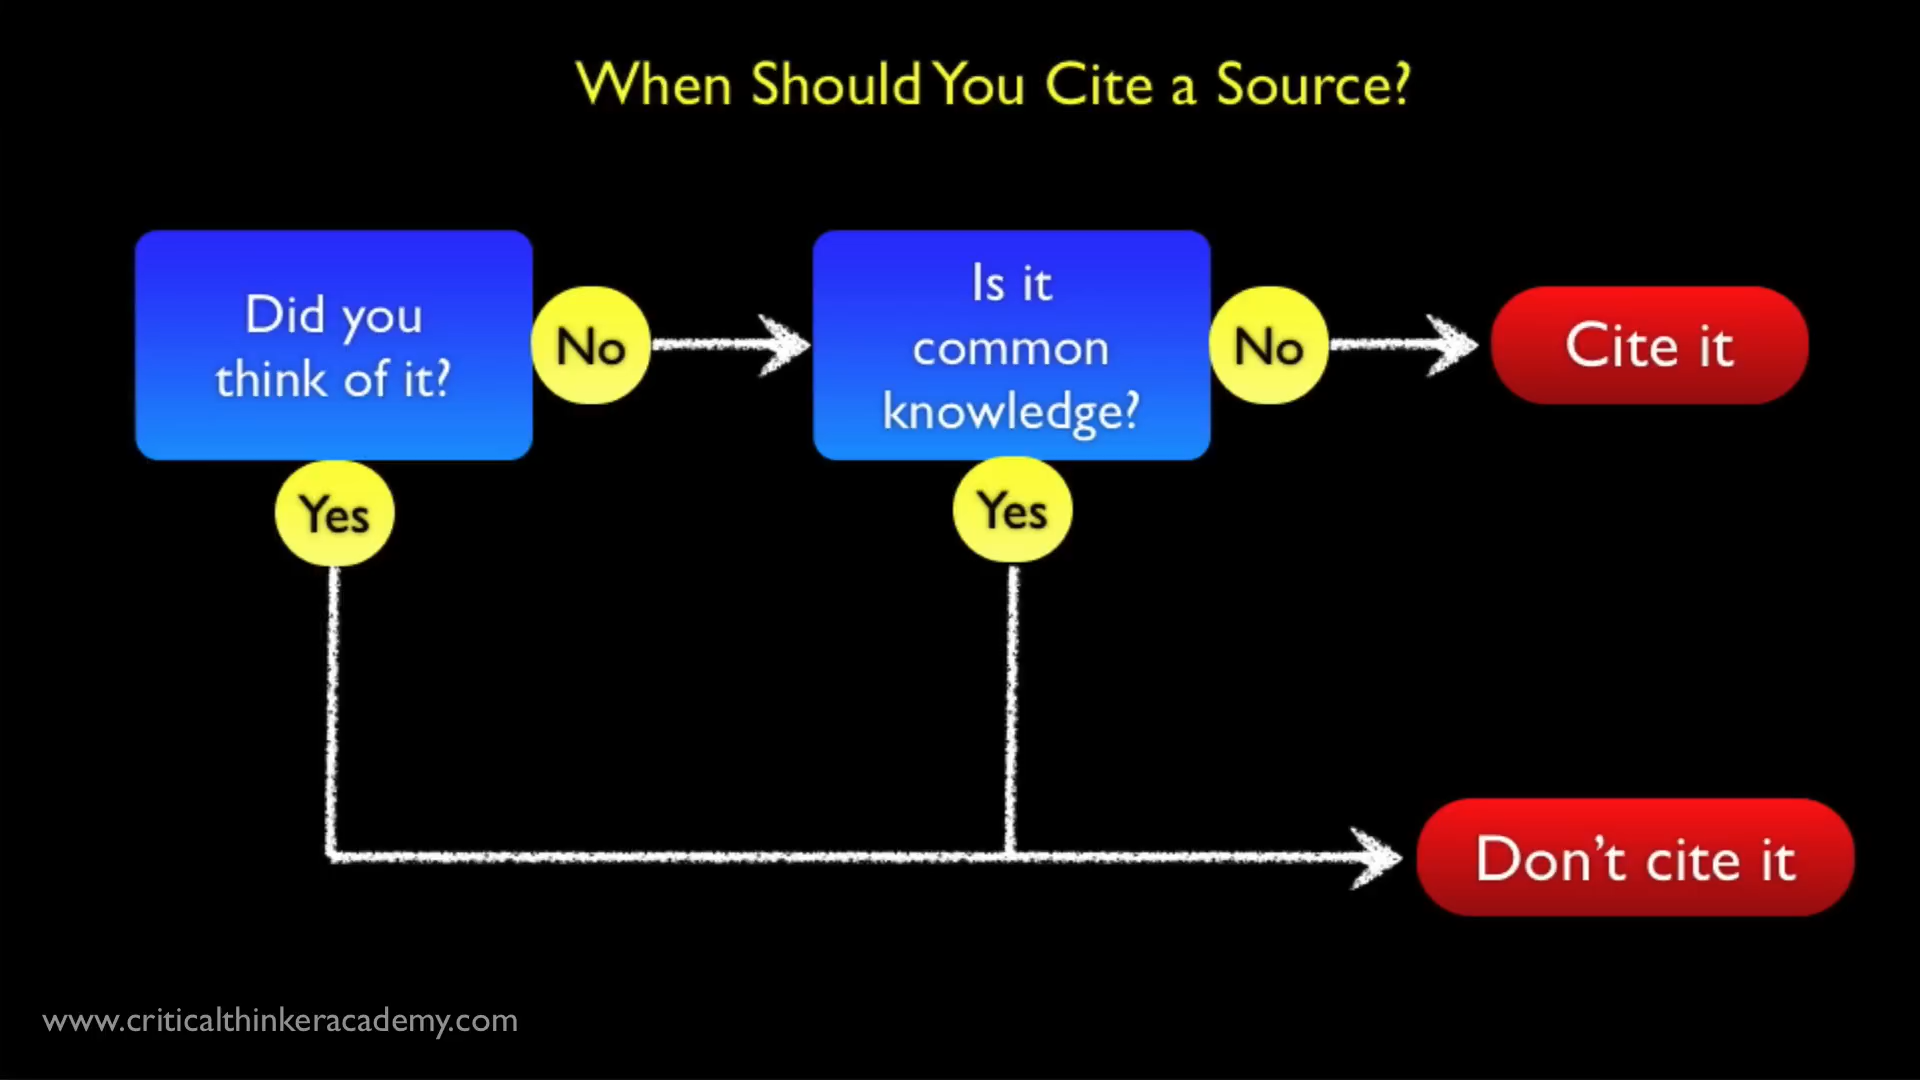 When Should You Cite a Source?
Did you
think of it?
No
Is it
common
knowledge?
No
Cite it
Yes
Yes
Don't cite it
www.criticalthinkeracademy.com